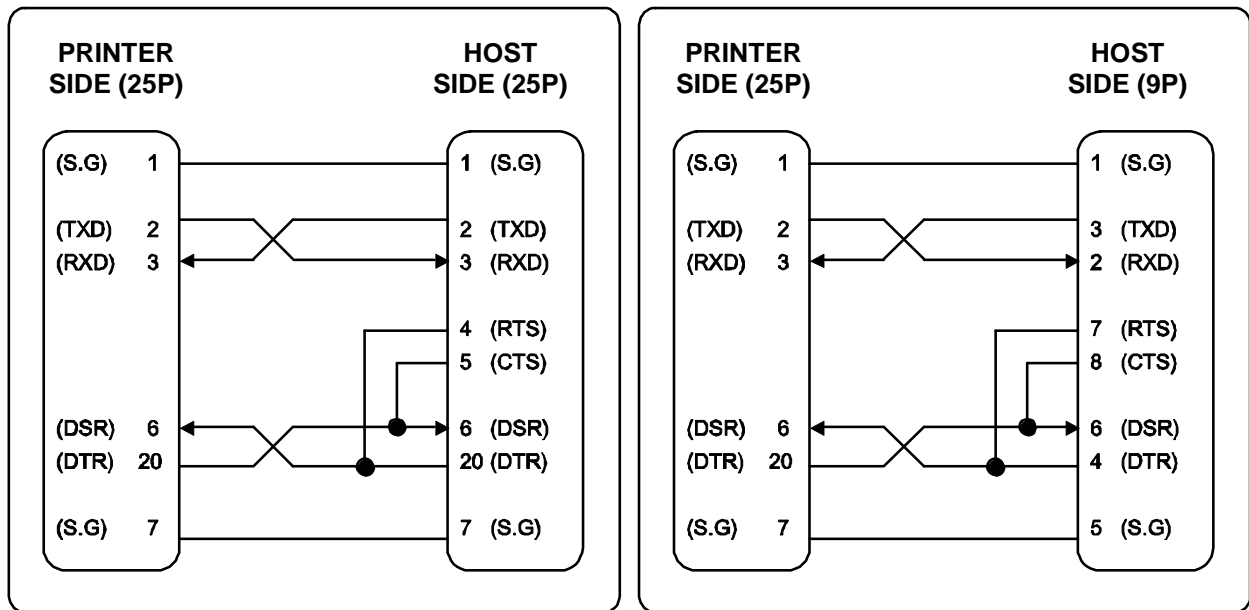 PRINTER
SIDE (25P)
HOST
SIDE (25P)
(S.G) 1
1 (S.G)
(TXD) 2
2 (TXD)
(RXD) 3
3 (RXD)
4 (RTS)
5 (CTS)
(DSR) 6
6 (DSR)
(DTR) 20
20 (DTR)
(S.G) 7
7 (S.G)
PRINTER
SIDE (25P)
HOST
SIDE (9P)
(S.G) 1
1 (S.G)
(TXD) 2
3 (TXD)
(RXD) 3
2 (RXD)
7 (RTS)
8 (CTS)
(DSR) 6
6 (DSR)
(DTR) 20
4 (DTR)
(S.G) 7
5 (S.G)